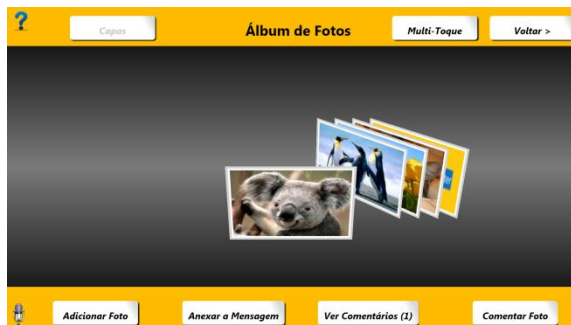 ?
Capas
Álbum de Fotos
Multi-Toque
Voltar >
Adicionar Foto
Anexar a Mensagem
Ver Comentários (1)
Comentar Foto